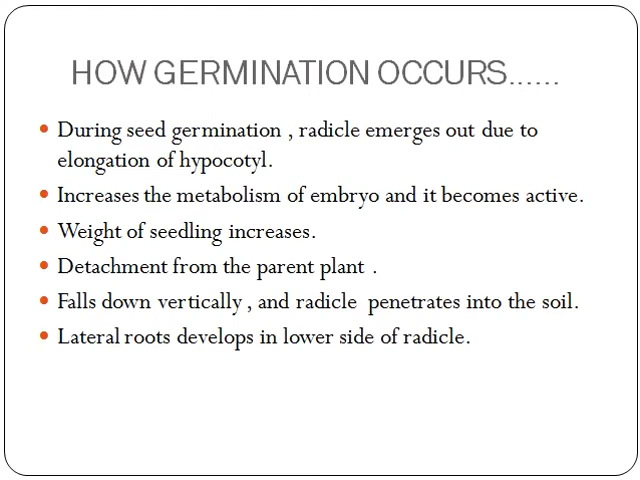 HOW GERMINATION OCCURS......
• During seed germination , radicle emerges out due to
elongation of hypocotyl.
• Increases the metabolism of embryo and it becomes active.
• Weight of seedling increases.
• Detachment from the parent plant .
• Falls down vertically , and radicle penetrates into the soil.
• Lateral roots develops in lower side of radicle.